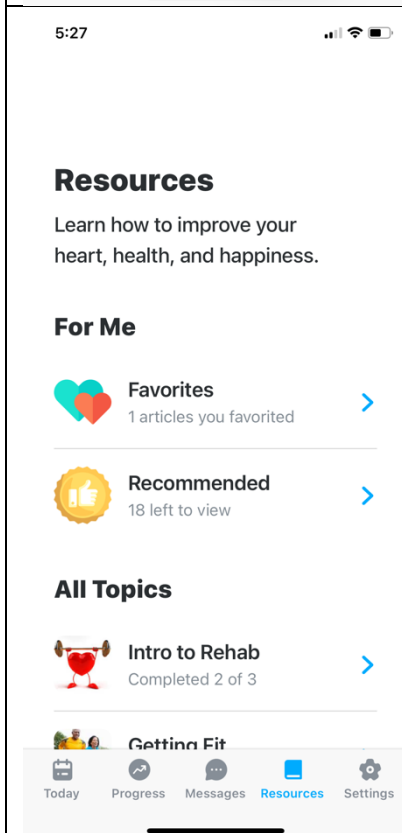 5:27
Resources
Learn how to improve your
heart, health, and happiness.
For Me
Favorites
1 articles you favorited
Recommended
18 left to view
All Topics
Intro to Rehab
Completed 2 of 3
Getting Fit
Today Progress Messages Resources Settings